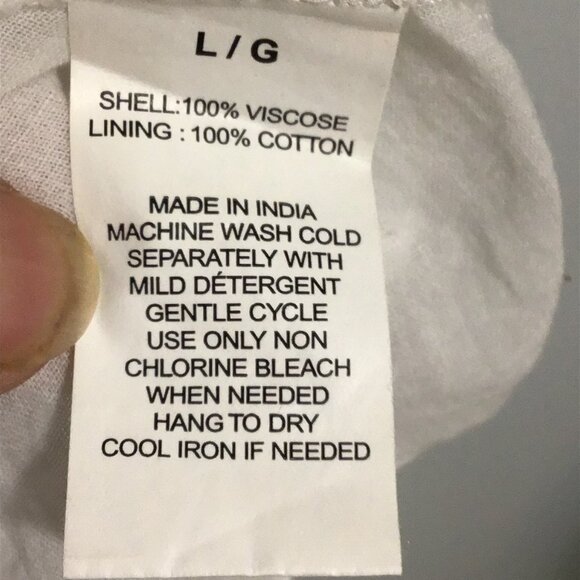 L / G
SHELL:100% VISCOSE
LINING : 100% COTTON
MADE IN INDIA
MACHINE WASH COLD
SEPARATELY WITH
MILD DÉTERGENT
GENTLE CYCLE
USE ONLY NON
CHLORINE BLEACH
WHEN NEEDED
HANG TO DRY
COOL IRON IF NEEDED